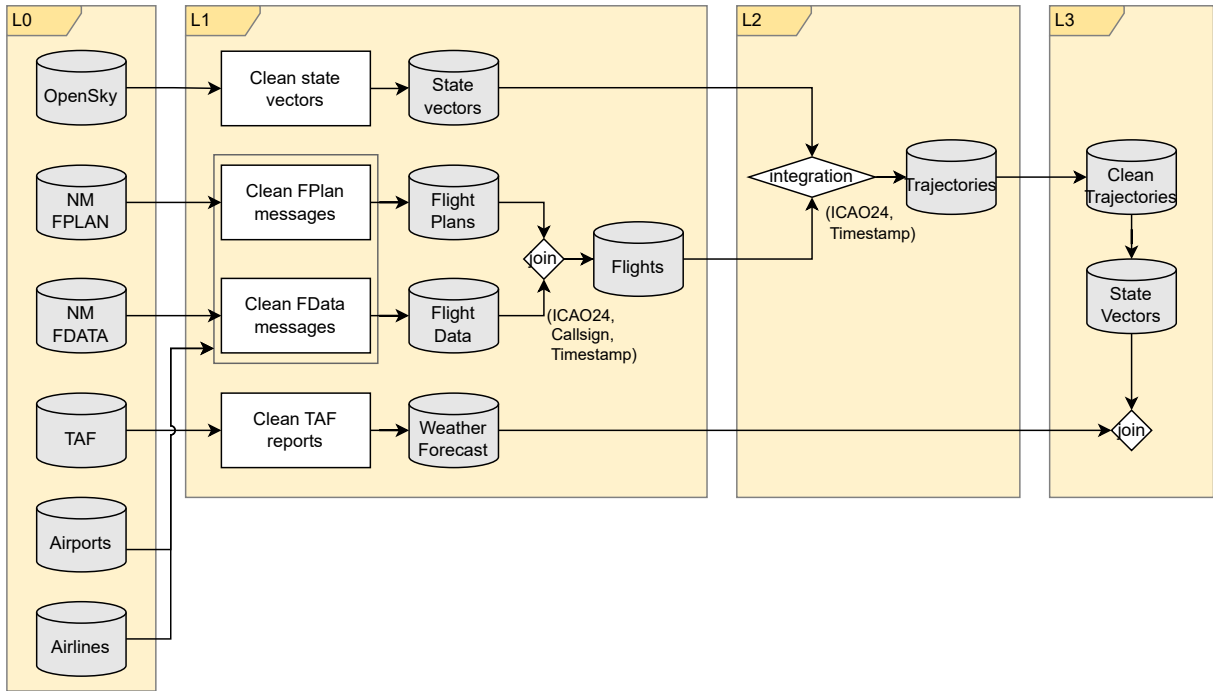 L0
L1
L2
L3
OpenSky
Clean state
vectors
State
vectors
NM
FPLAN
Clean FPlan
messages
Flight
Plans
join
Flights
integration
(ICAO24,
Timestamp)
Trajectories
Clean
Trajectories
NM
FDATA
Clean FData
messages
Flight
Data
(ICAO24,
Callsign,
Timestamp)
State
Vectors
TAF
Clean TAF
reports
Weather
Forecast
join
Airports
Airlines